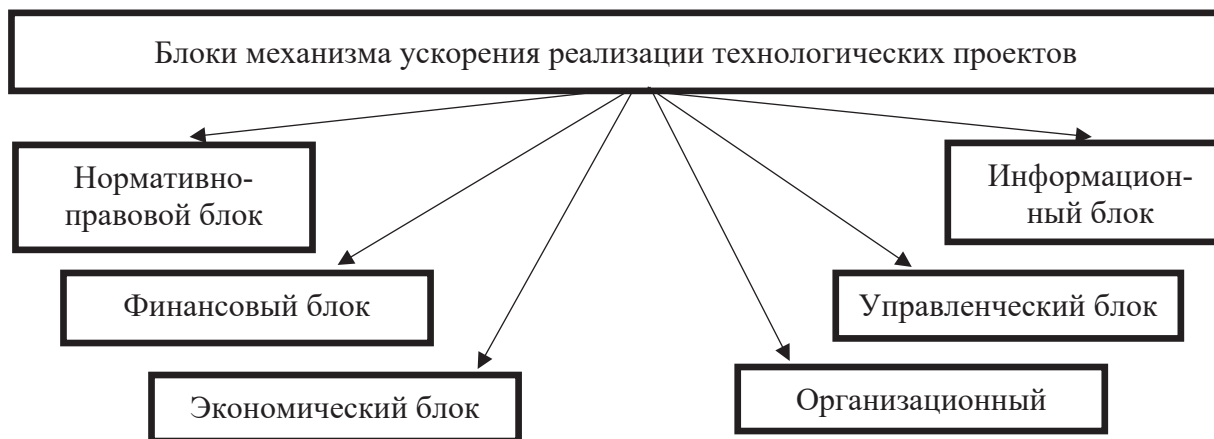 Блоки механизма ускорения реализации технологических проектов
Нормативно-
правовой блок
Информацион-
ный блок
Финансовый блок
Управленческий блок
Экономический блок
Организационный